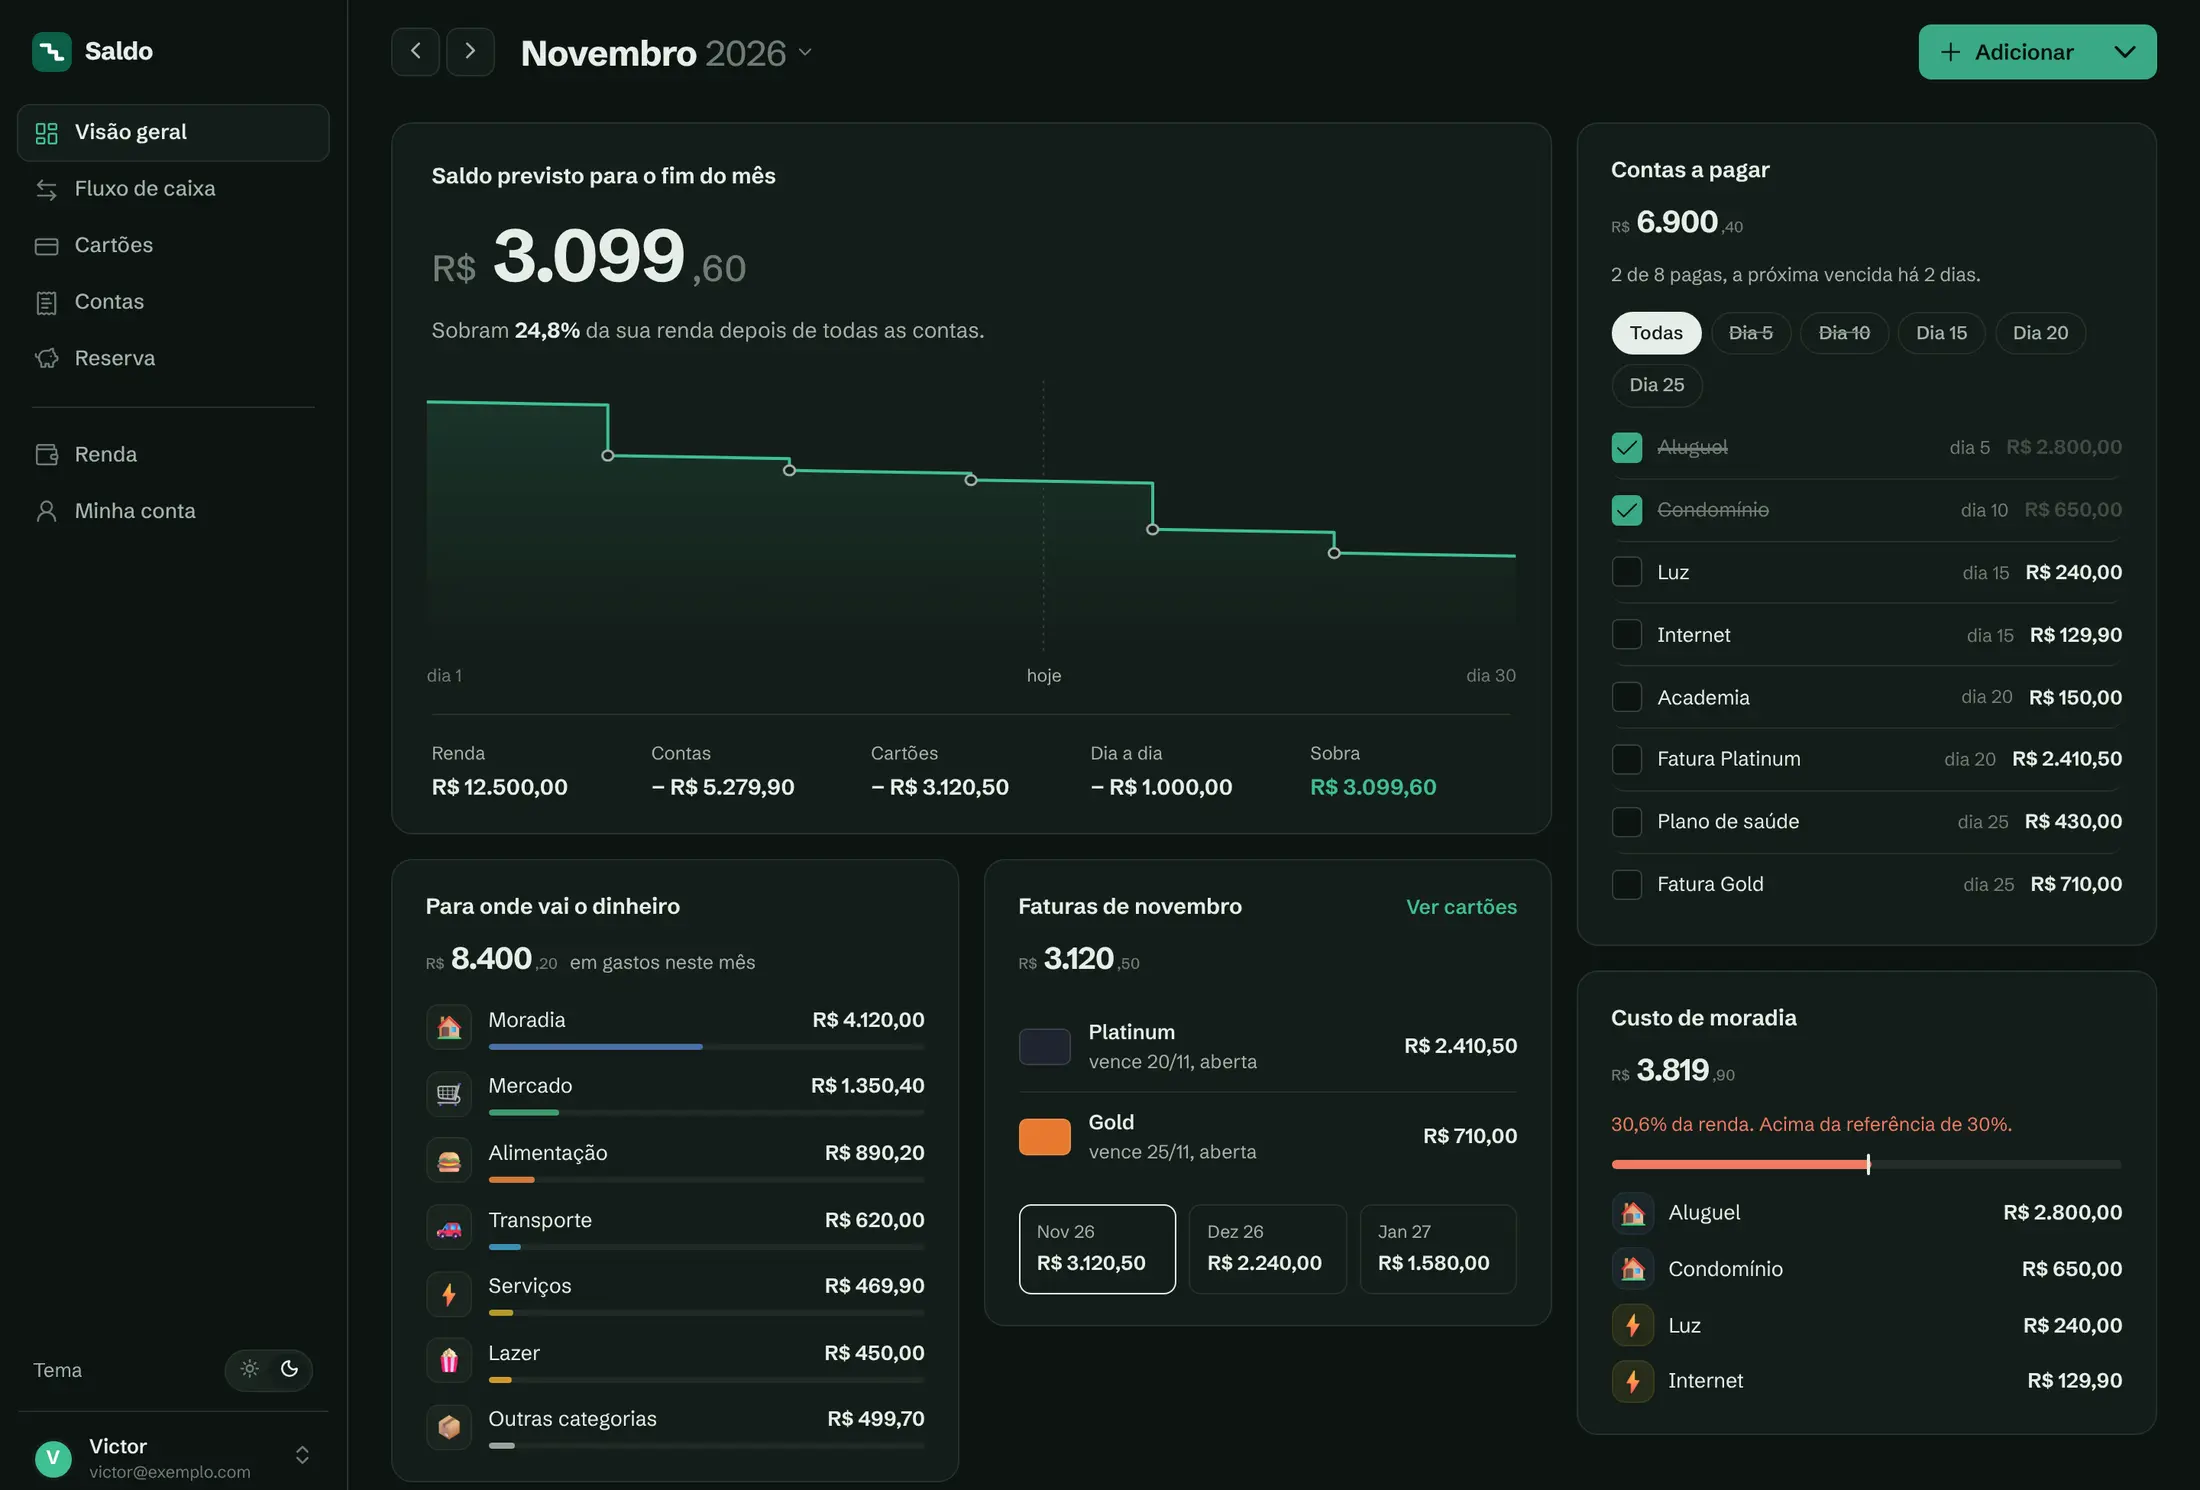 Saldo
Visão geral
Fluxo de caixa
Cartões
Contas
Reserva
Renda
Minha conta
Tema
V
Victor
victor@exemplo.com
Novembro 2026
Adicionar
Saldo previsto para o fim do mês
R$ 3.099,60
Sobram 24,8% da sua renda depois de todas as contas.
dia 1
hoje
dia 30
Renda
R$ 12.500,00
Contas
– R$ 5.279,90
Cartões
– R$ 3.120,50
Dia a dia
– R$ 1.000,00
Sobra
R$ 3.099,60
Para onde vai o dinheiro
R$ 8.400,20 em gastos neste mês
Moradia R$ 4.120,00
Mercado R$ 1.350,40
Alimentação R$ 890,20
Transporte R$ 620,00
Serviços R$ 469,90
Lazer R$ 450,00
Outras categorias R$ 499,70
Faturas de novembro Ver cartões
R$ 3.120,50
Platinum
vence 20/11, aberta
R$ 2.410,50
Gold
vence 25/11, aberta
R$ 710,00
Nov 26
R$ 3.120,50
Dez 26
R$ 2.240,00
Jan 27
R$ 1.580,00
Contas a pagar
R$ 6.900,40
2 de 8 pagas, a próxima vencida há 2 dias.
Todas Dia 5 Dia 10 Dia 15 Dia 20
Dia 25
Aluguel dia 5 R$ 2.800,00
Condomínio dia 10 R$ 650,00
Luz dia 15 R$ 240,00
Internet dia 15 R$ 129,90
Academia dia 20 R$ 150,00
Fatura Platinum dia 20 R$ 2.410,50
Plano de saúde dia 25 R$ 430,00
Fatura Gold dia 25 R$ 710,00
Custo de moradia
R$ 3.819,90
30,6% da renda. Acima da referência de 30%.
Aluguel R$ 2.800,00
Condomínio R$ 650,00
Luz R$ 240,00
Internet R$ 129,90